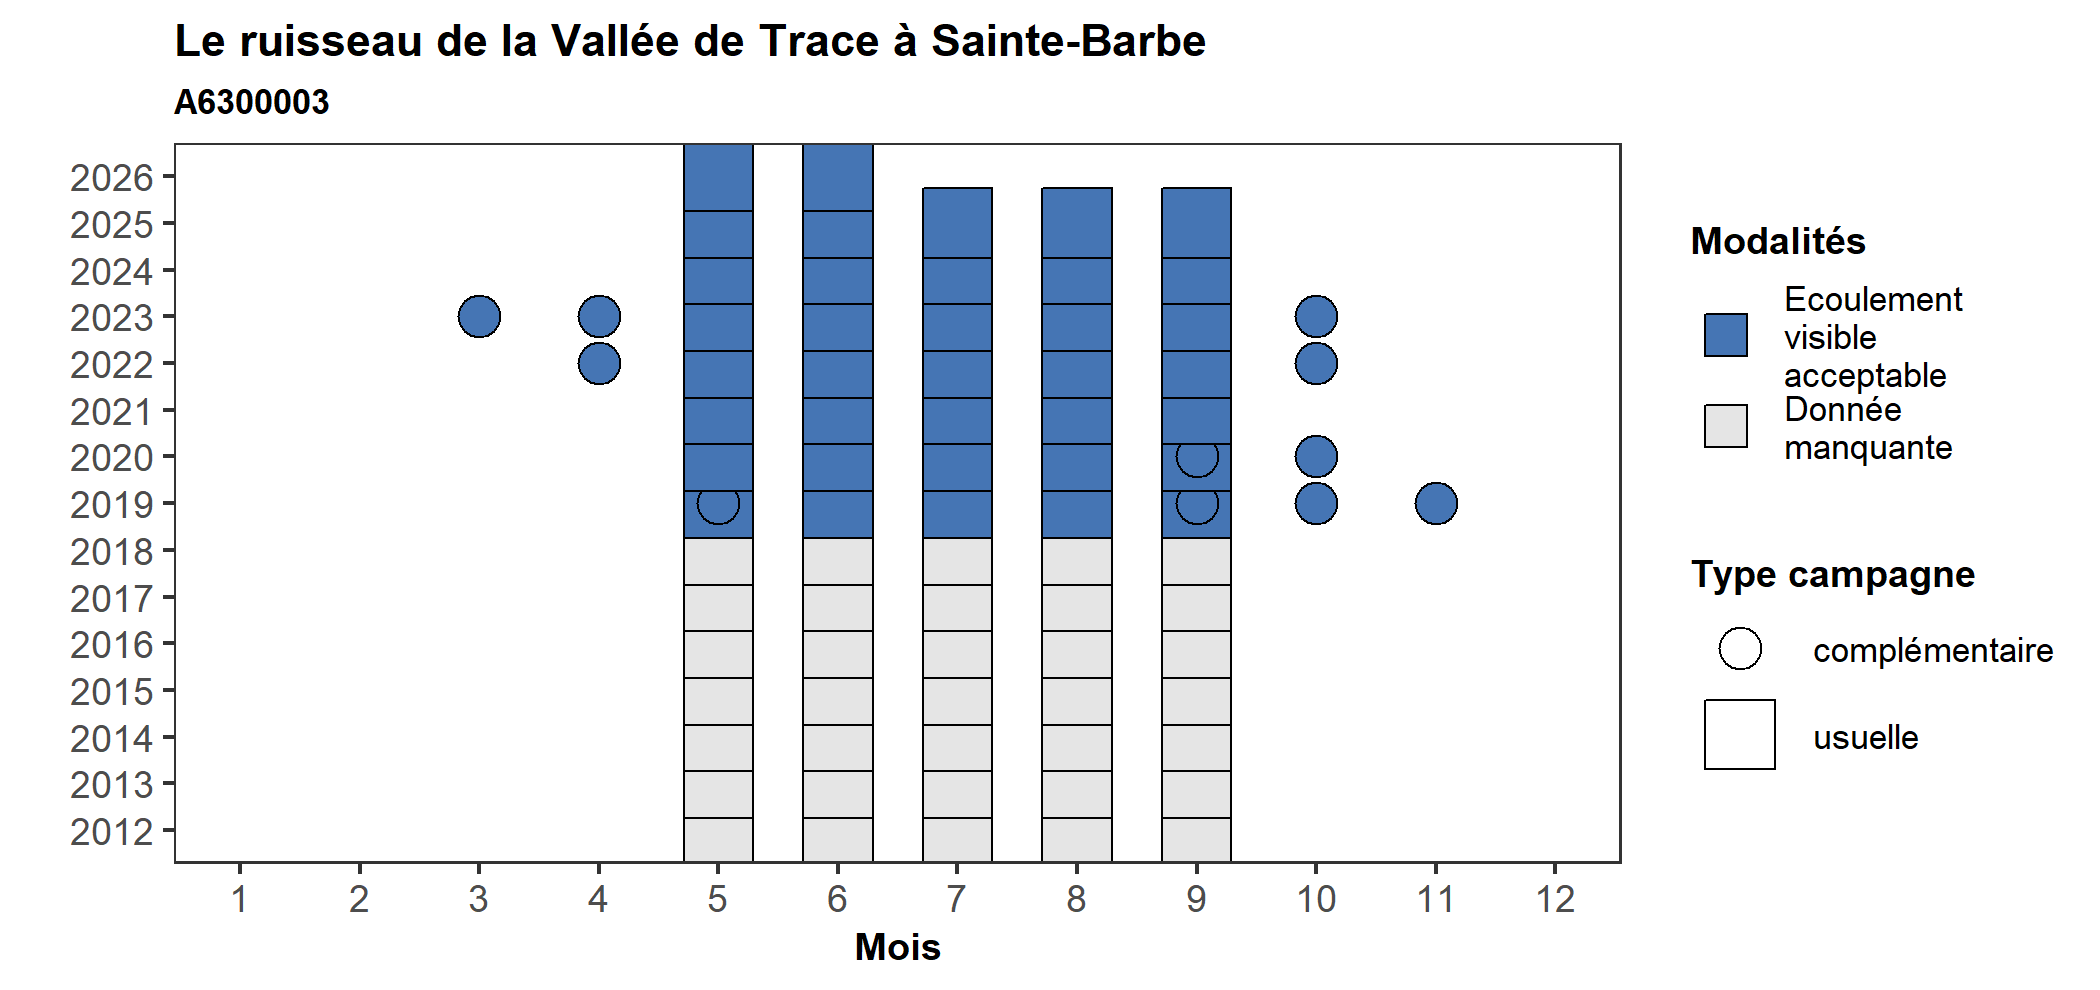 Le ruisseau de la Vallée de Trace à Sainte-Barbe
A6300003
2026
2025
2024
2023
2022
2021
2020
2019
2018
2017
2016
2015
2014
2013
2012
1 2 3 4 5 6 7 8 9 10 11 12
Mois
Modalités
Ecoulement
visible
acceptable
Donnée
manquante
Type campagne
complémentaire
usuelle